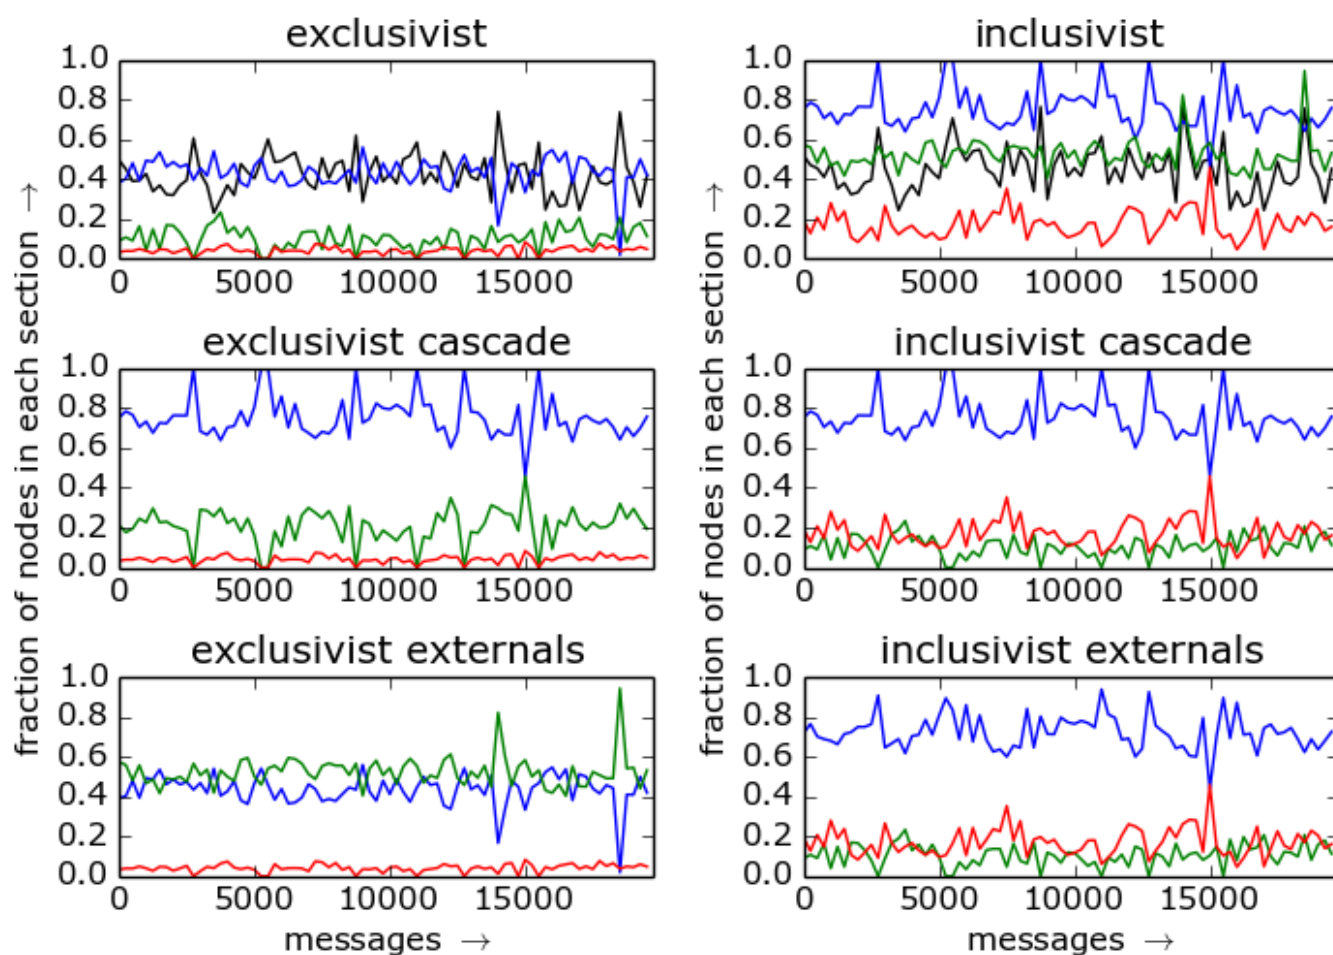 exclusivist
1.0
0.8
0.6
0.4
0.2
0.0
0 5000 10000 15000
inclusivist
1.0
0.8
0.6
0.4
0.2
0.0
0 5000 10000 15000
exclusivist cascade
1.0
0.8
0.6
0.4
0.2
0.0
0 5000 10000 15000
inclusivist cascade
1.0
0.8
0.6
0.4
0.2
0.0
0 5000 10000 15000
exclusivist externals
1.0
0.8
0.6
0.4
0.2
0.0
0 5000 10000 15000
inclusivist externals
1.0
0.8
0.6
0.4
0.2
0.0
0 5000 10000 15000
fraction of nodes in each section →
fraction of nodes in each section →
messages →
messages →